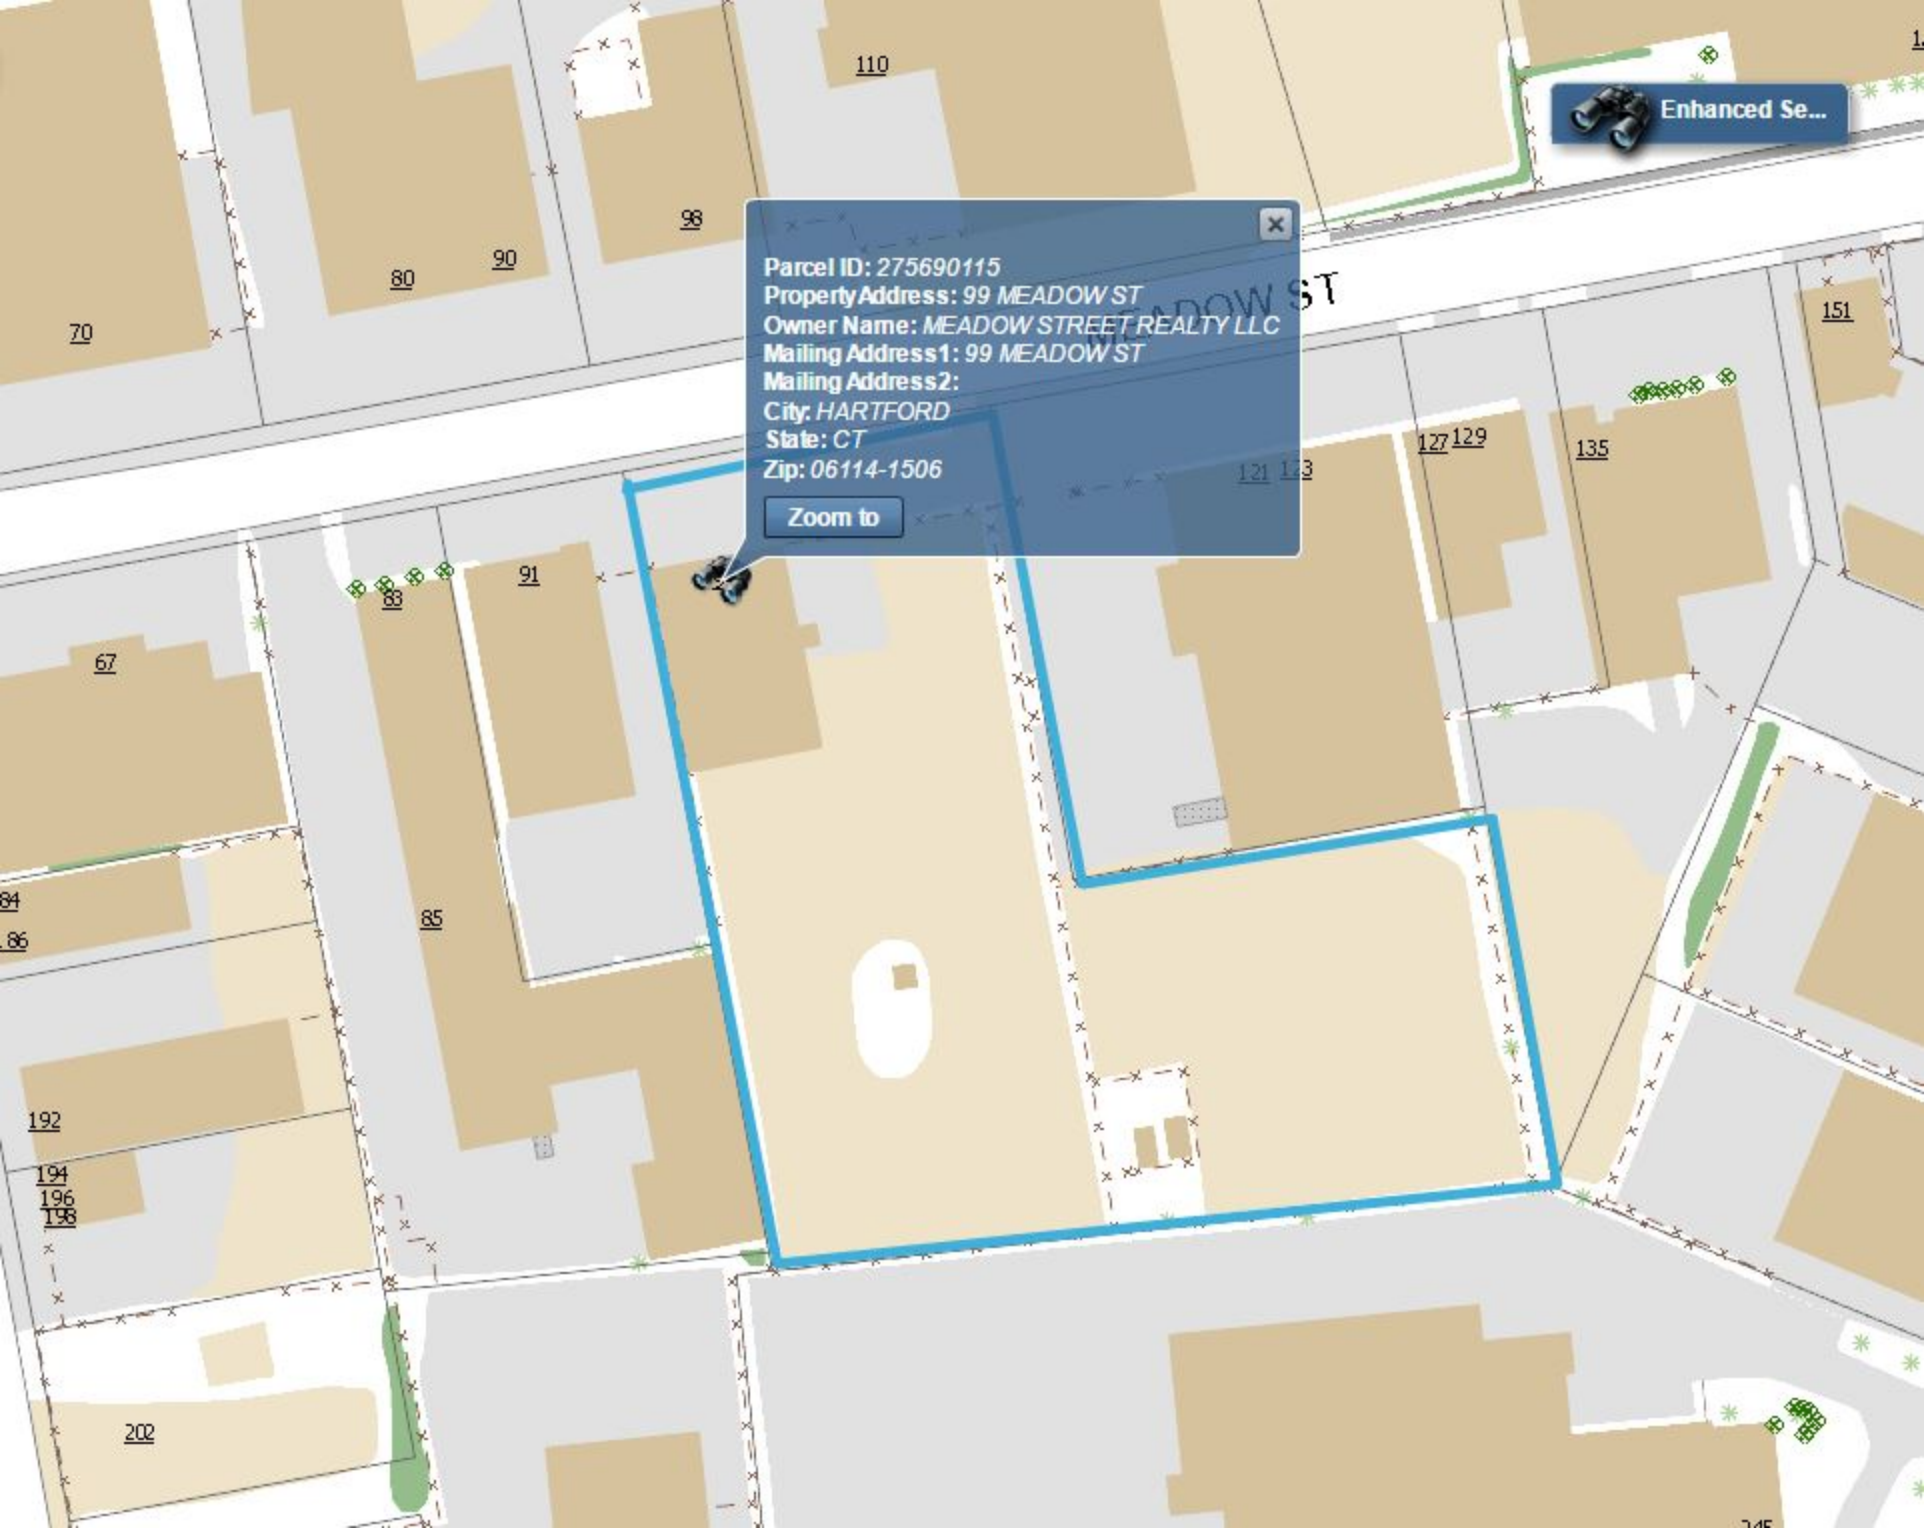 110
Enhanced Se...
98
90
80
70
Parcel ID: 275690115
PropertyAddress: 99 MEADOW ST
Owner Name: MEADOW STREET REALTY LLC
Mailing Address1: 99 MEADOW ST
Mailing Address2:
City: HARTFORD
State: CT
Zip: 06114-1506
Zoom to
MEADOW ST
151
127 129
135
121 123
91
83
67
84
86
85
192
194
196
198
202